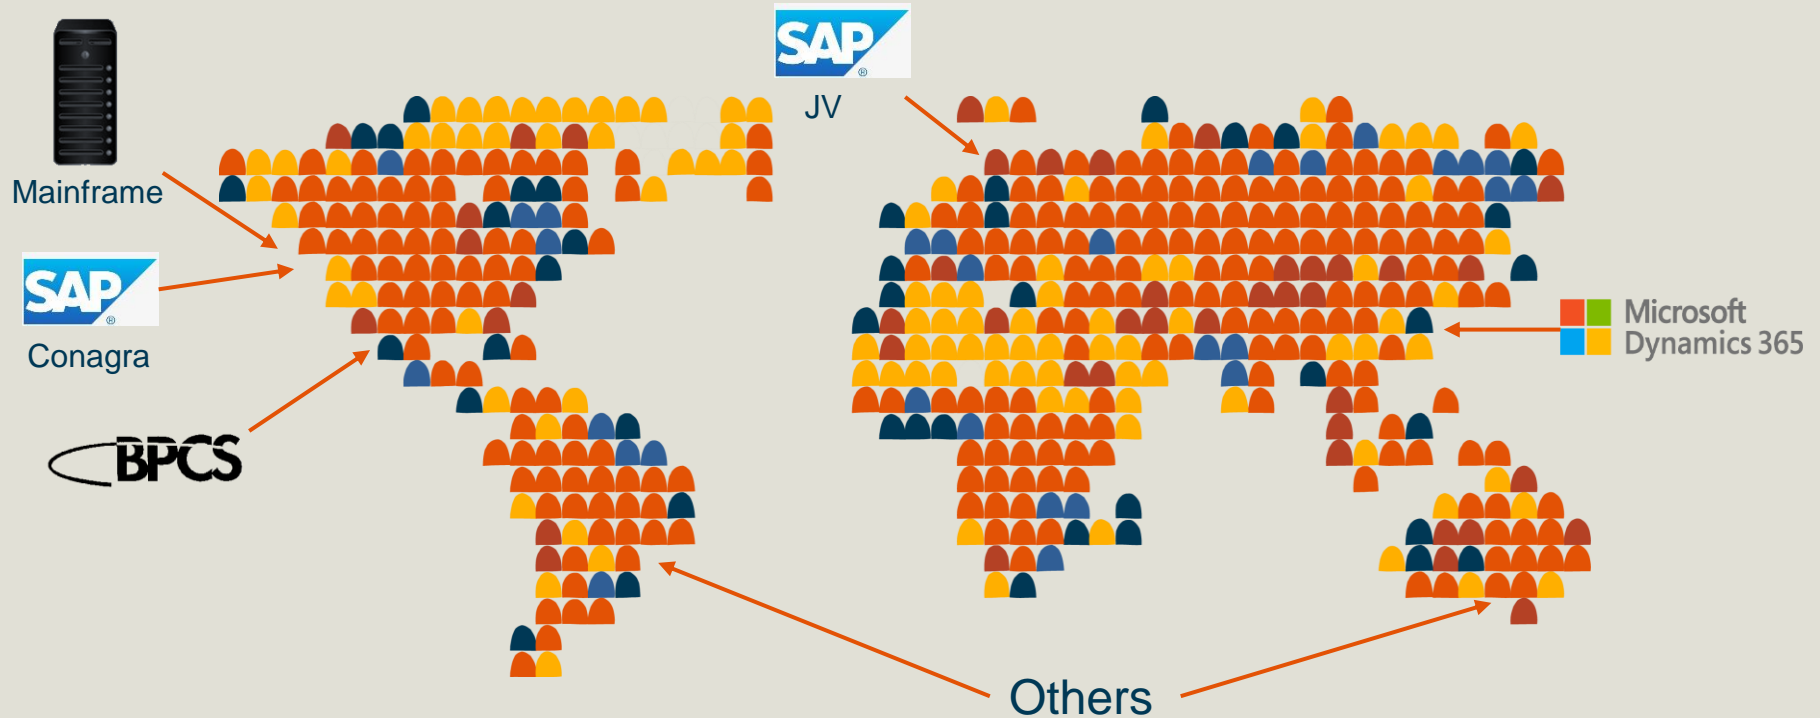 SAP
®
JV
Mainframe
SAP
®
Conagra
Microsoft
Dynamics 365
BPCS
Others